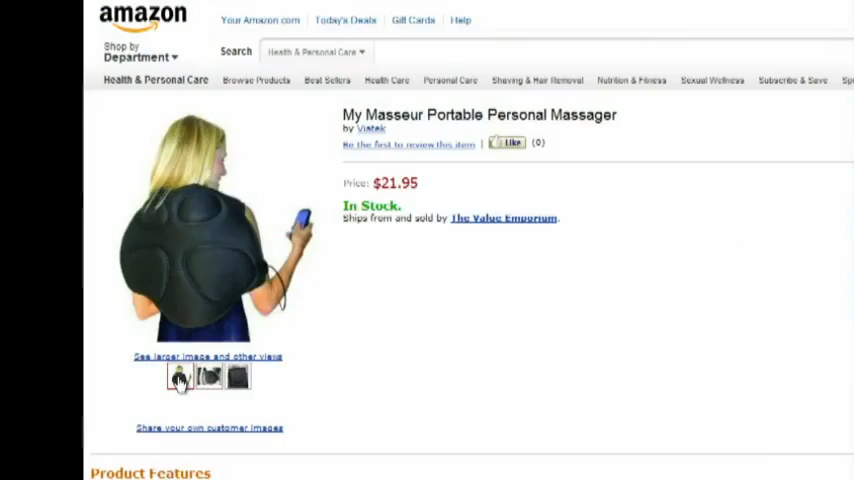 amazon
Your Amazon.com Today's Deals Gift Cards Help
Shop by
Department
Search Health & Personal Care
Health & Personal Care Browse Products Best Sellers Health Care Personal Care Shaving & Hair Removal Nutrition & Fitness Sexual Wellness Subscribe & Save
My Masseur Portable Personal Massager
by Viatek
Be the first to review this item | Like (0)
Price: $21.95
In Stock.
Ships from and sold by The Value Emporium.
See larger image and other views
Share your own customer images
Product Features